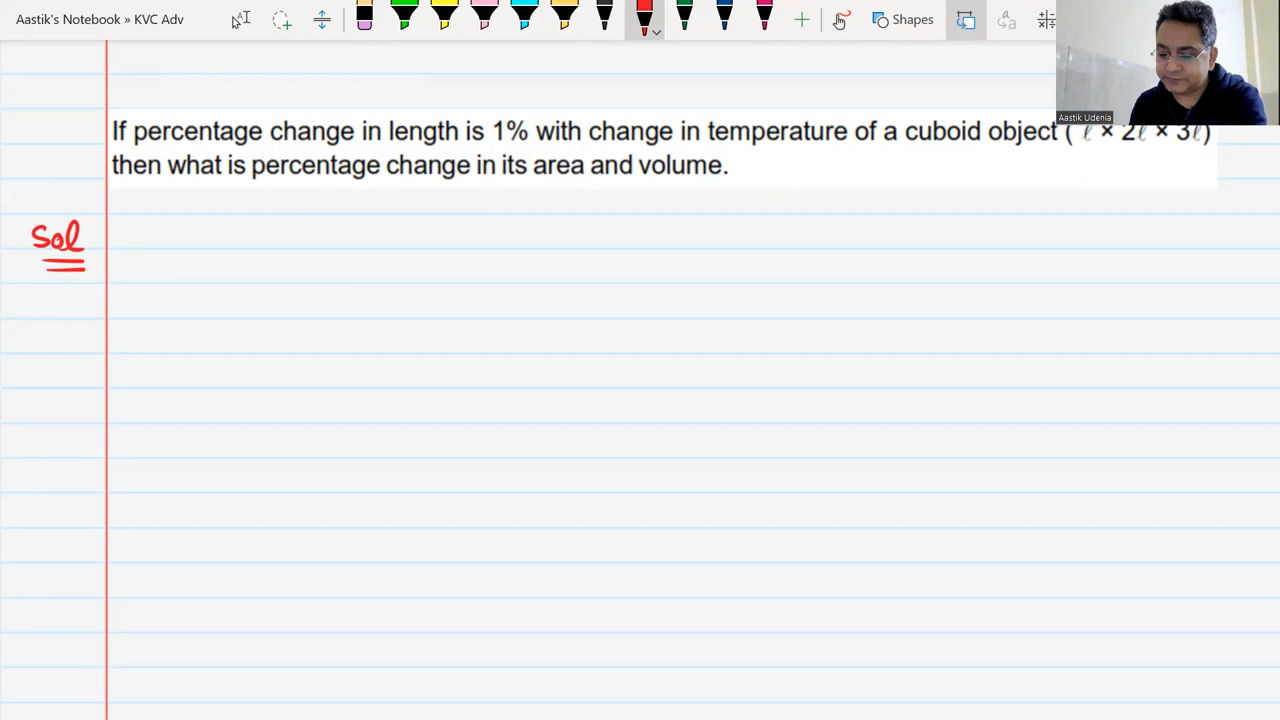 Aastik's Notebook » KVC Adv
Shapes
Aastik Udenia
If percentage change in length is 1% with change in temperature of a cuboid object ( ℓ × 2ℓ × 3ℓ)
then what is percentage change in its area and volume.
Sol